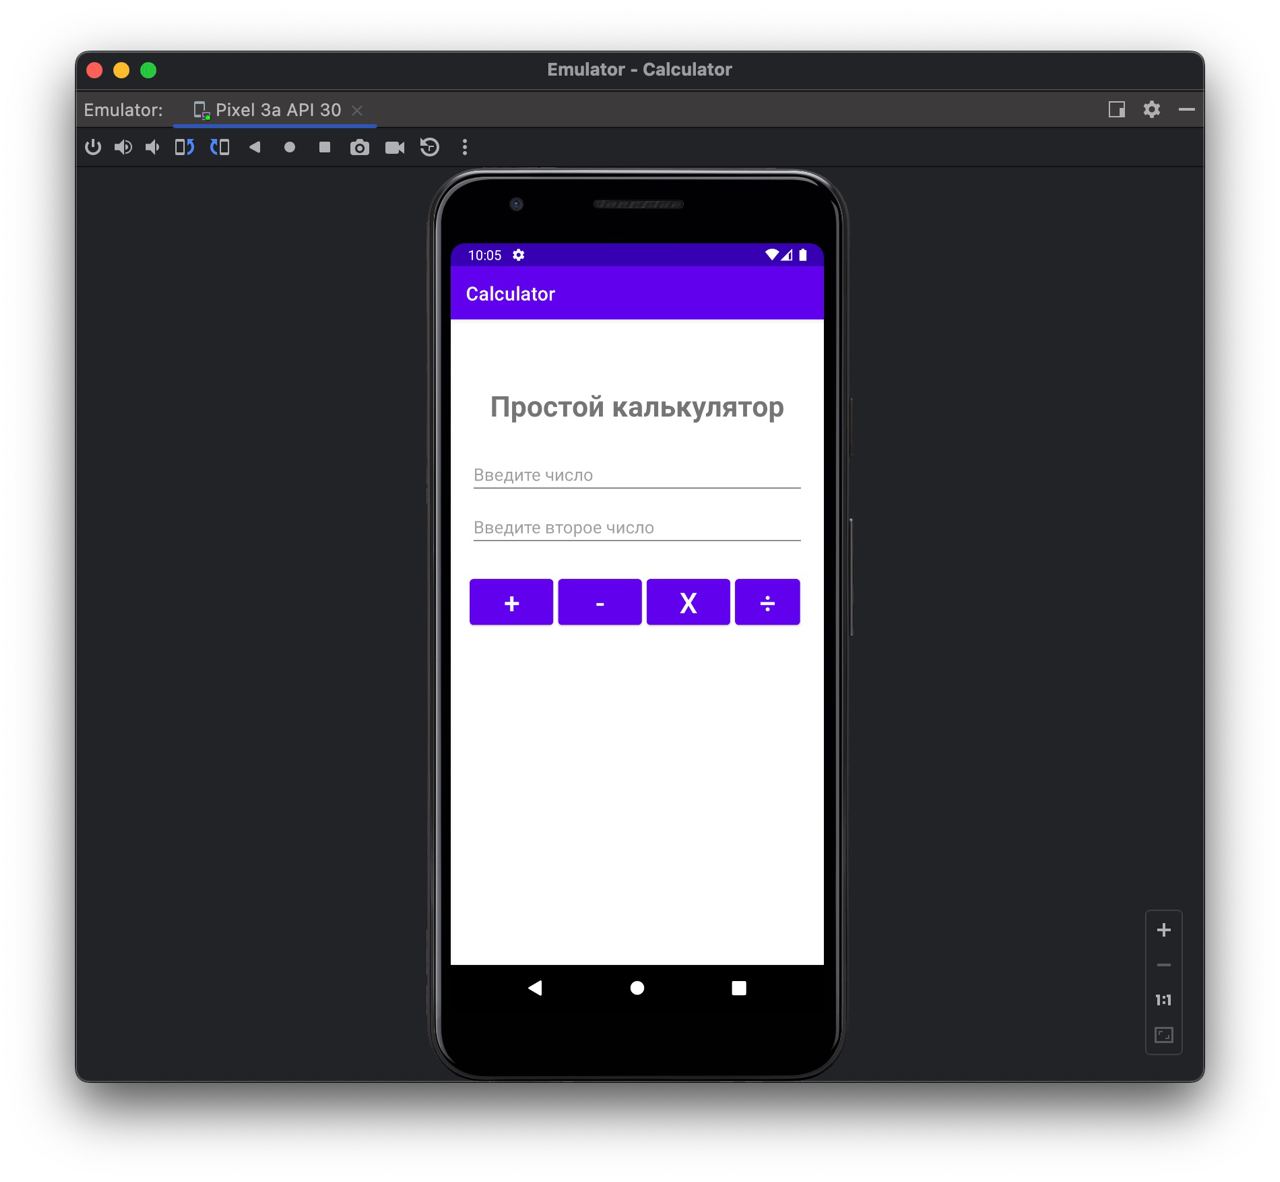 Emulator - Calculator
Emulator: Pixel 3a API 30
10:05
Calculator
Простой калькулятор
Введите число
Введите второе число
+ - X ÷
1:1